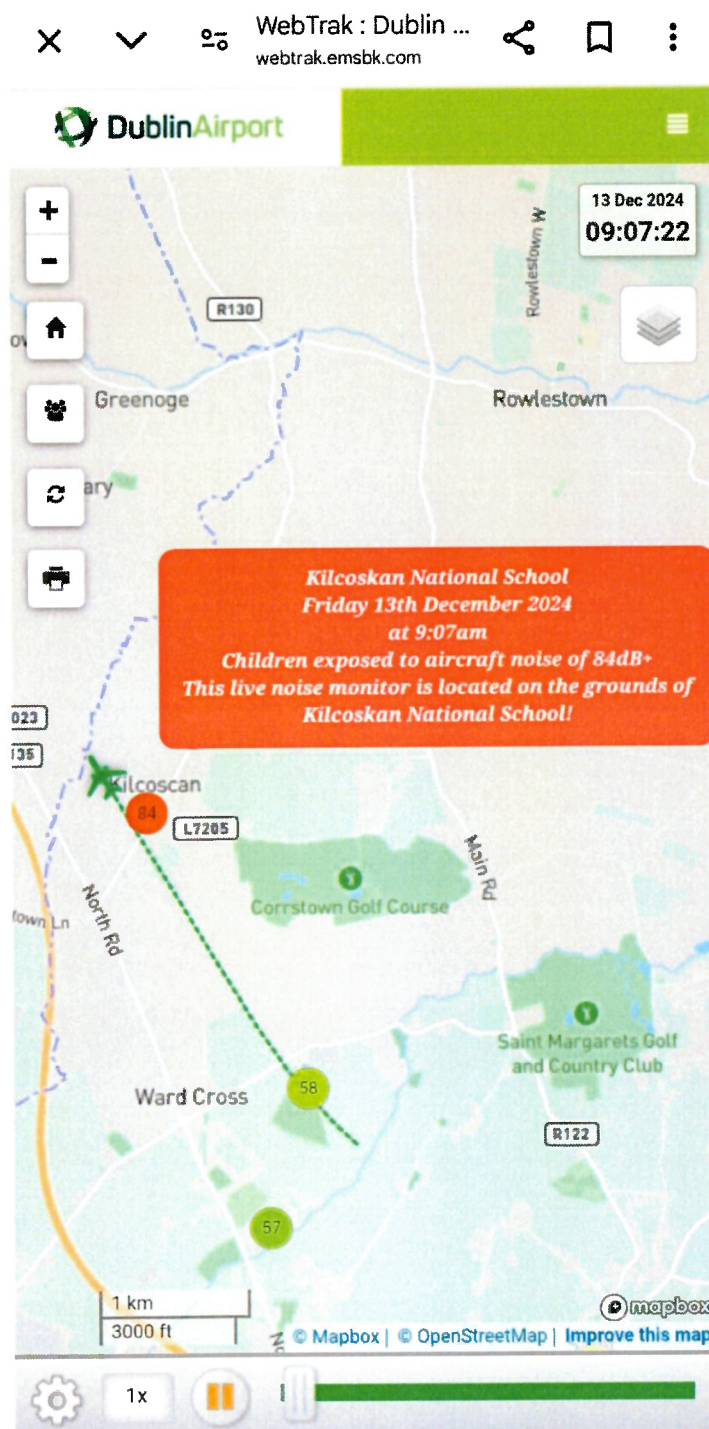 WebTrak : Dublin ...
webtrak.emsbk.com
DublinAirport
+
13 Dec 2024
09:07:22
-
Rowlestown W
R130
Greenoge
Rowlestown
ary
Kilcoskan National School
Friday 13th December 2024
at 9:07am
Children exposed to aircraft noise of 84dB+
This live noise monitor is located on the grounds of
Kilcoskan National School!
023
135
Kilcoscan
84
L7205
Main Rd
North Rd
Corrstown Golf Course
town Ln
Saint Margarets Golf
and Country Club
58
Ward Cross
R122
57
1 km
3000 ft
mapbox
© Mapbox | © OpenStreetMap | Improve this map
1x